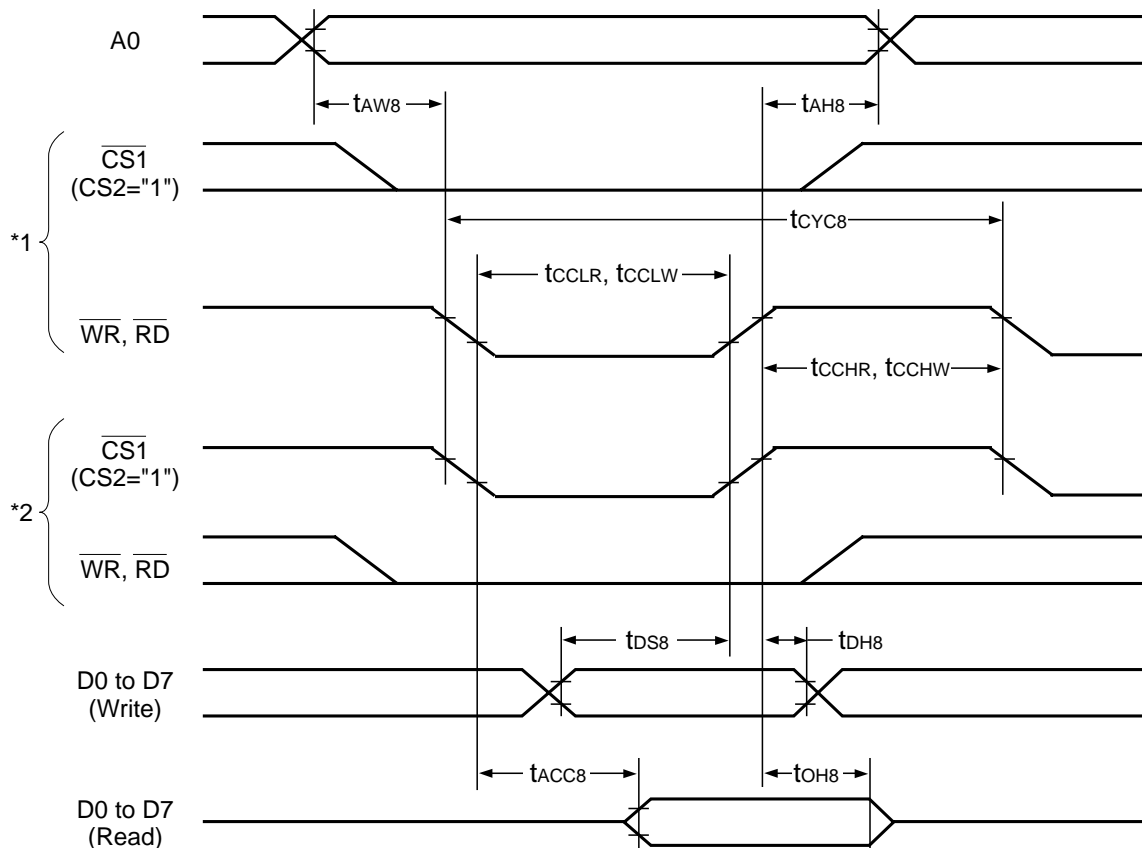 A0
tAW8
tAH8
*1
CS1
(CS2="1")
tCYC8
tCCLR, tCCLW
WR, RD
tCCHR, tCCHW
*2
CS1
(CS2="1")
WR, RD
tDS8
tDH8
D0 to D7
(Write)
tACC8
tOH8
D0 to D7
(Read)